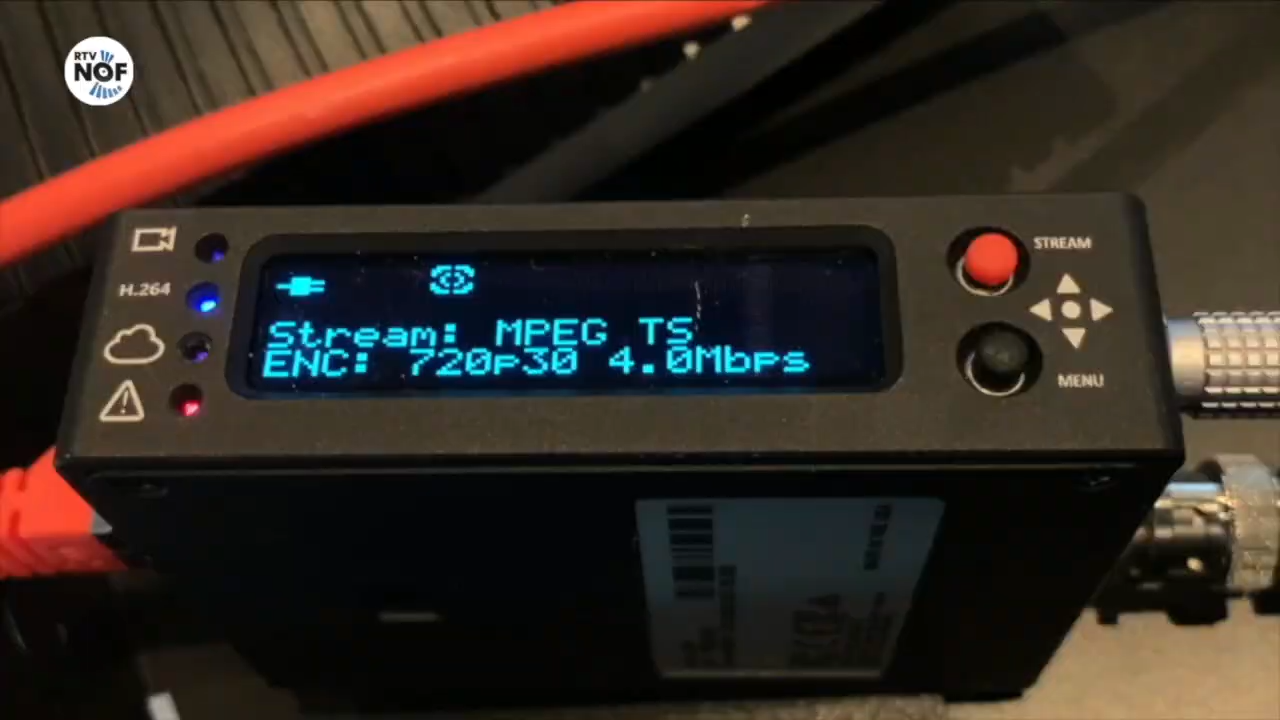 RTV
NOF
H.264
Stream: MPEG TS
ENC: 720p30 4.0Mbps
STREAM
MENU